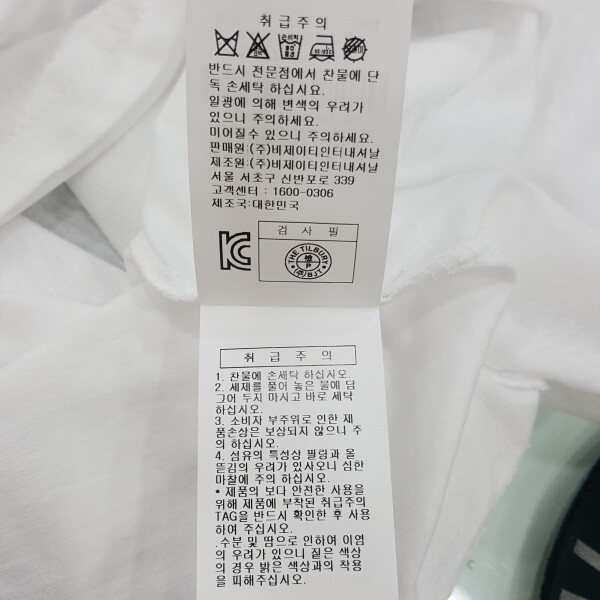 취급주의
반드시 전문점에서 찬물에 단
독 손세탁 하십시요.
일광에 의해 변색의 우려가
있으니 주의하세요.
미어질수 있으니 주의하세요.
판매원:(주)비제이티인터내셔날
제조원:(주)비제이티인터내셔날
서울 서초구 신반포로 339
고객센터 : 1600-0306
제조국:대한민국
검사필
THE TILBURY
P
(주)BJT
취급주의
1. 찬물에 손세탁 하십시오.
2. 세제를 풀어 놓은 물에 담
그어 두지 마시고 바로 세탁
하십시오.
3. 소비자 부주위로 인한 제
품손상은 보상되지 않으니 주
의 하십시오.
4. 섬유의 특성상 필링과 올
뜯김의 우려가 있사오니 심한
마찰에 주의 하십시오.
* 제품의 보다 안전한 사용을
위해 제품에 부착된 취급주의
TAG을 반드시 확인한 후 사용
하여 주십시오.
.수분 및 땀으로 인하여 이염
의 우려가 있으니 짙은 색상
의 경우 밝은 색상과의 착용
을 피해주십시오.